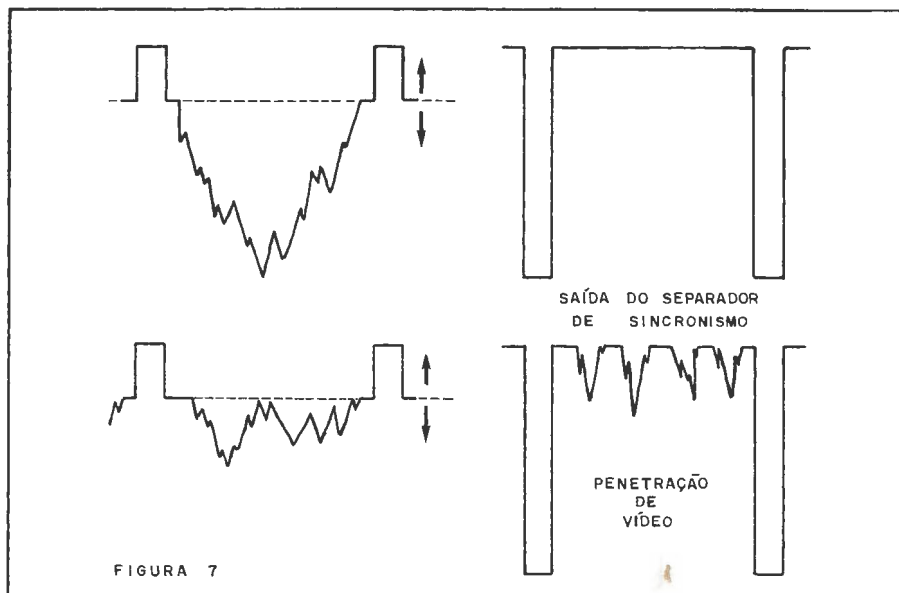 SAÍDA DO SEPARADOR
DE SINCRONISMO
PENETRAÇÃO
DE
VÍDEO
FIGURA 7